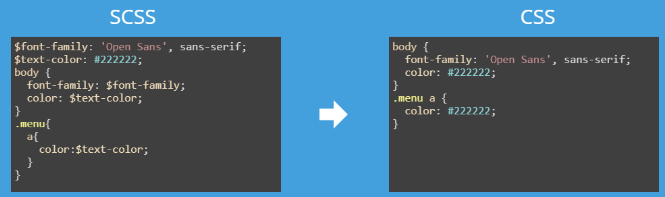 SCSS
$font-family: 'Open Sans', sans-serif;
$text-color: #222222;
body {
  font-family: $font-family;
  color: $text-color;
}
.menu{
  a{
    color:$text-color;
  }
}
CSS
body {
  font-family: 'Open Sans', sans-serif;
  color: #222222;
}
.menu a {
  color: #222222;
}